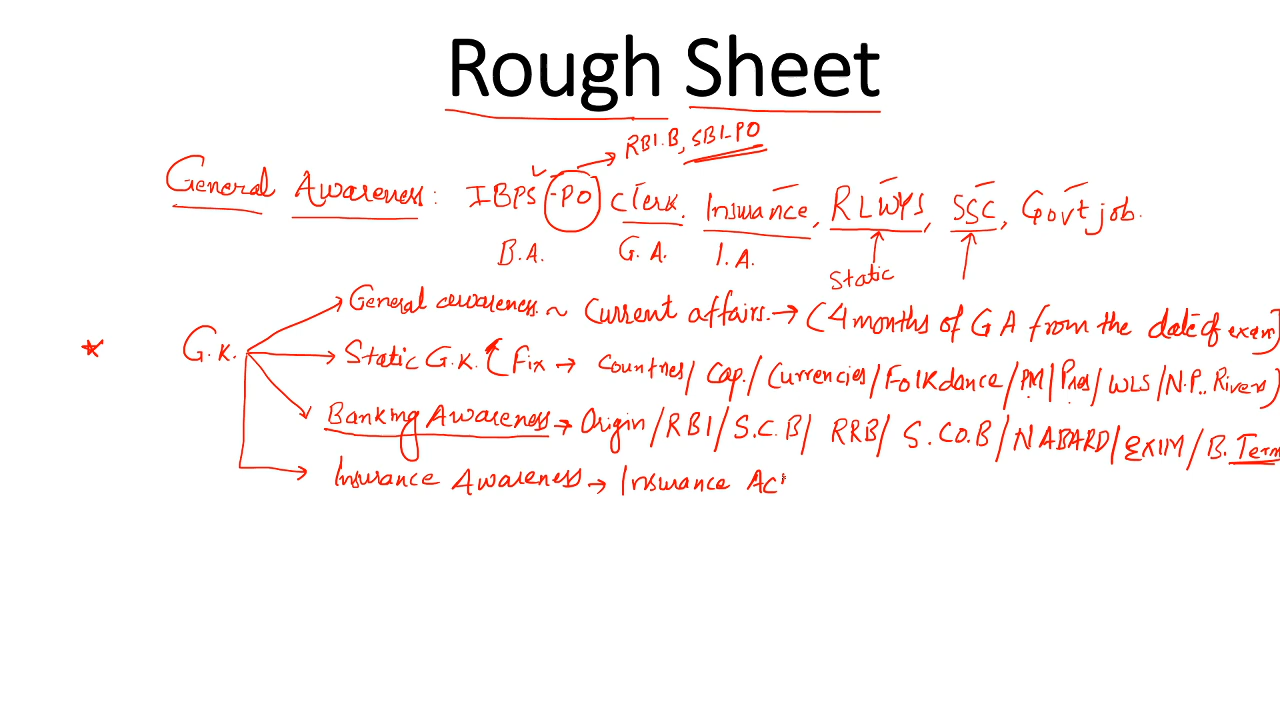 Rough Sheet
RBI.B, SBI-PO
General Awareness: IBPS-PO Clerk, Insurance, RLWYS, SSC, Govt job.
B.A. G.A. I.A.
Static
General awareness ~ Current affairs. → (4 months of GA from the date of exam)
* G.K.
Static G.K. (Fix → Countries/ Cap./ Currencies/ Folkdance/ PM/ Pres/ WLS/ N.P.. Rivers)
Banking Awareness → Origin/ RBI/ S.C.B/ RRB/ S.CO.B/ NABARD/ EXIM/ B. Term
Insurance Awareness → Insurance Act